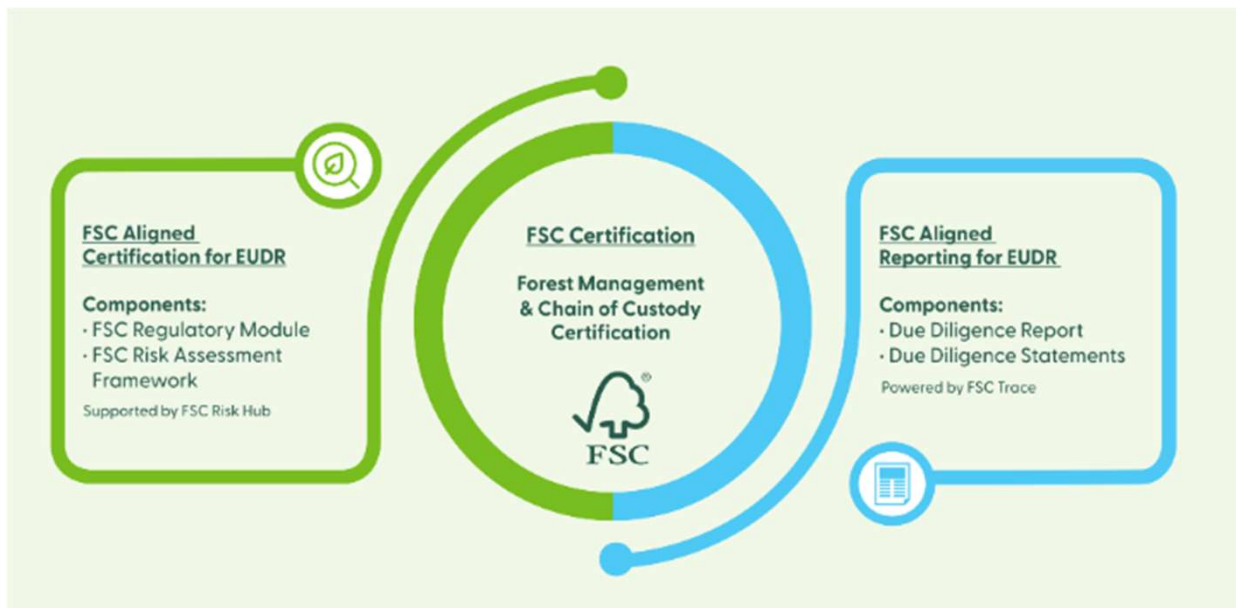 FSC Aligned
Certification for EUDR
Components:
· FSC Regulatory Module
· FSC Risk Assessment
Framework
Supported by FSC Risk Hub
FSC Certification
Forest Management
& Chain of Custody
Certification
®
FSC
FSC Aligned
Reporting for EUDR
Components:
· Due Diligence Report
· Due Diligence Statements
Powered by FSC Trace